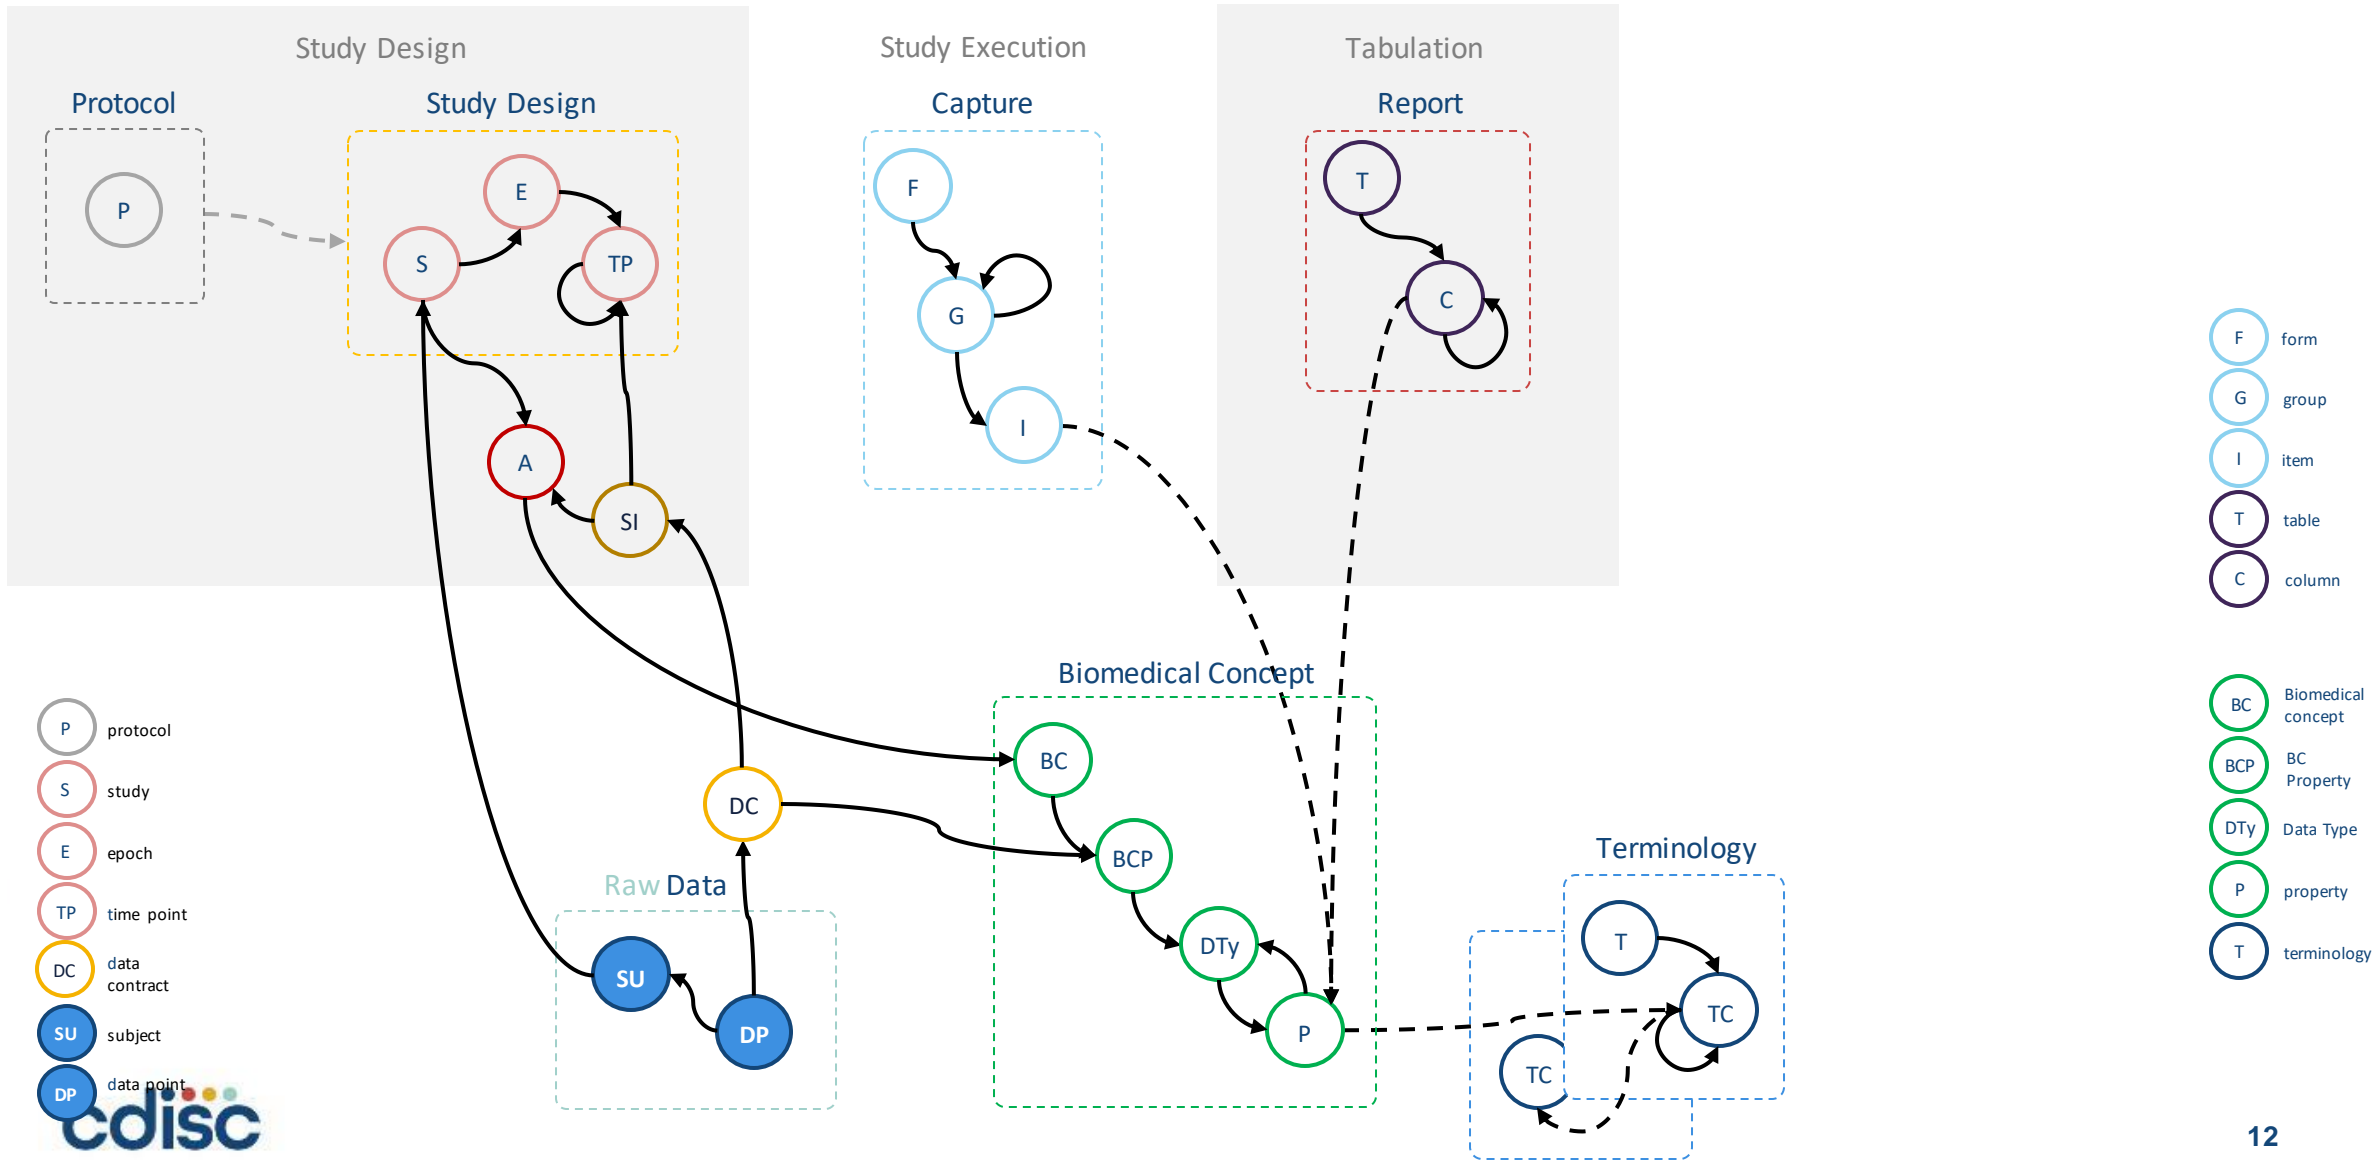 Study Design
Study Execution
Tabulation
Protocol
Study Design
Capture
Report
P
E
S
TP
A
SI
F
G
I
T
C
F
form
G
group
I
item
T
table
C
column
Biomedical Concept
BC
BCP
DTy
P
DC
Raw Data
SU
DP
Terminology
T
TC
TC
P
protocol
S
study
E
epoch
TP
time point
DC
data
contract
SU
subject
DP
data point
BC
Biomedical
concept
BCP
BC
Property
DTy
Data Type
P
property
T
terminology
cdisc
12